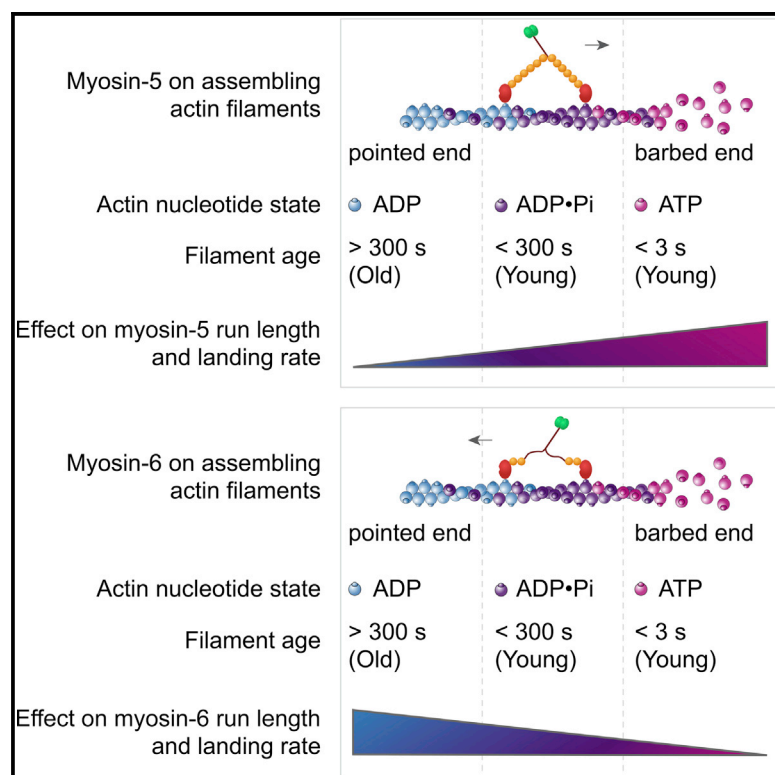 Myosin-5 on assembling
actin filaments
pointed end barbed end
Actin nucleotide state ADP ADP•Pi ATP
Filament age > 300 s < 300 s < 3 s
(Old) (Young) (Young)
Effect on myosin-5 run length
and landing rate
Myosin-6 on assembling
actin filaments
pointed end barbed end
Actin nucleotide state ADP ADP•Pi ATP
Filament age > 300 s < 300 s < 3 s
(Old) (Young) (Young)
Effect on myosin-6 run length
and landing rate